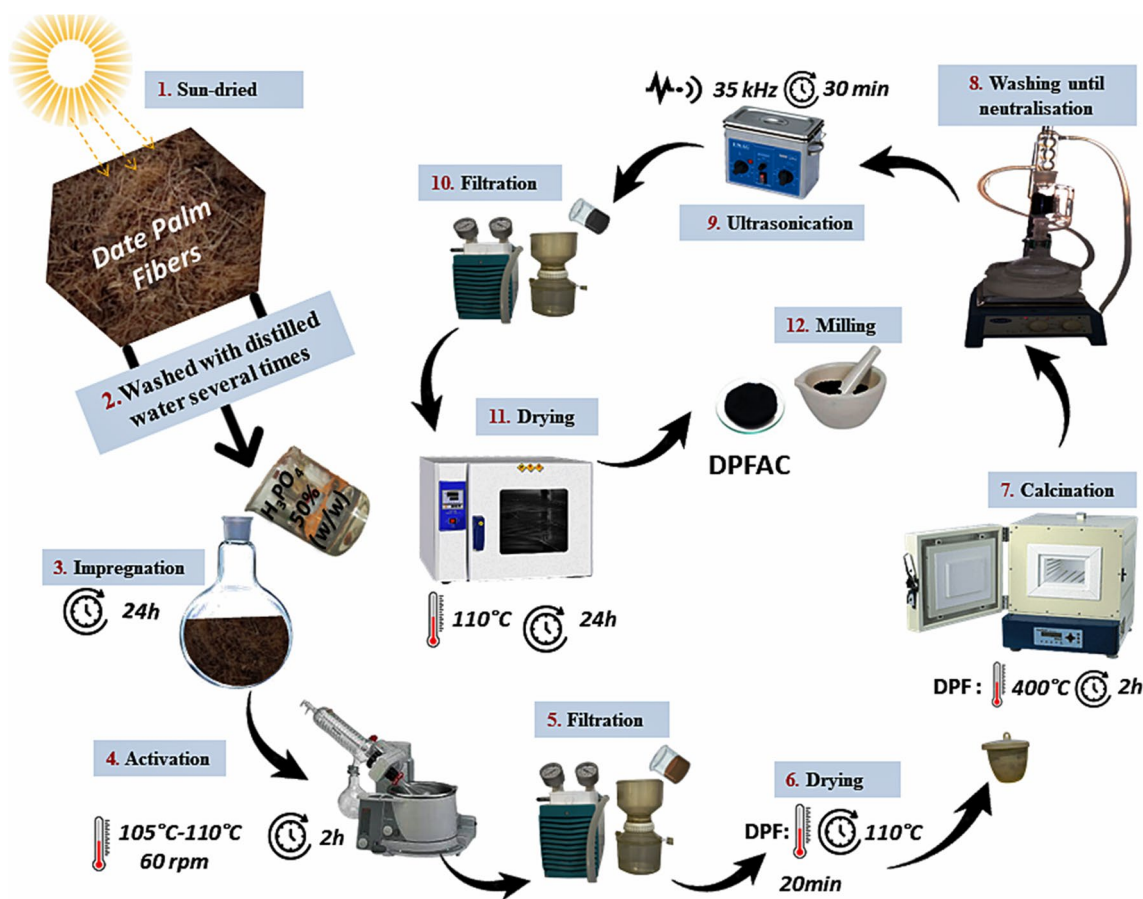 1. Sun-dried
Date Palm
Fibers
2.Washed with distilled
water several times
H₃PO₄
50%
(w/w)
3. Impregnation
24h
4. Activation
105°C-110°C
60 rpm
2h
5. Filtration
6. Drying
DPF:
110°C
20min
7. Calcination
DPF :
400°C
2h
8. Washing until
neutralisation
35 kHz
30 min
9. Ultrasonication
10. Filtration
11. Drying
110°C
24h
12. Milling
DPFAC